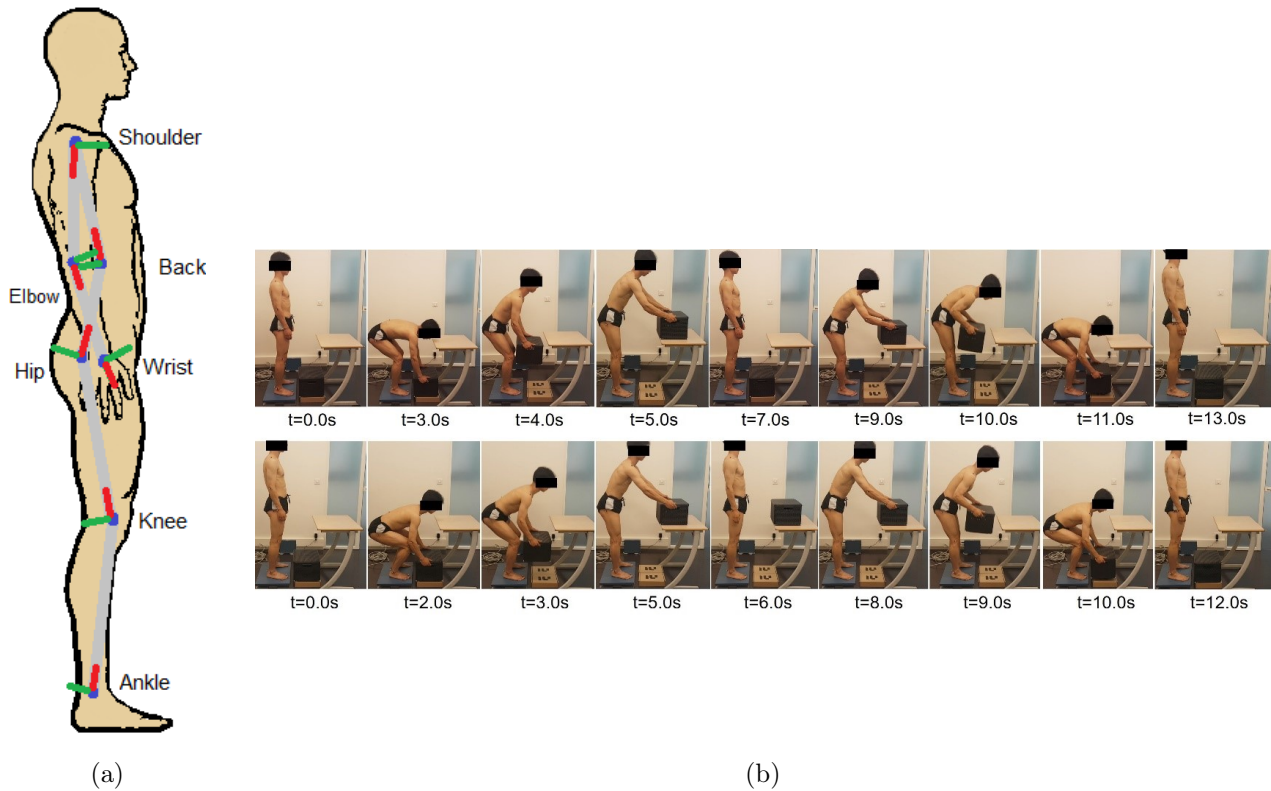 Shoulder
Back
Elbow
Hip
Wrist
Knee
Ankle
(a)
t=0.0s t=3.0s t=4.0s t=5.0s t=7.0s t=9.0s t=10.0s t=11.0s t=13.0s
t=0.0s t=2.0s t=3.0s t=5.0s t=6.0s t=8.0s t=9.0s t=10.0s t=12.0s
(b)